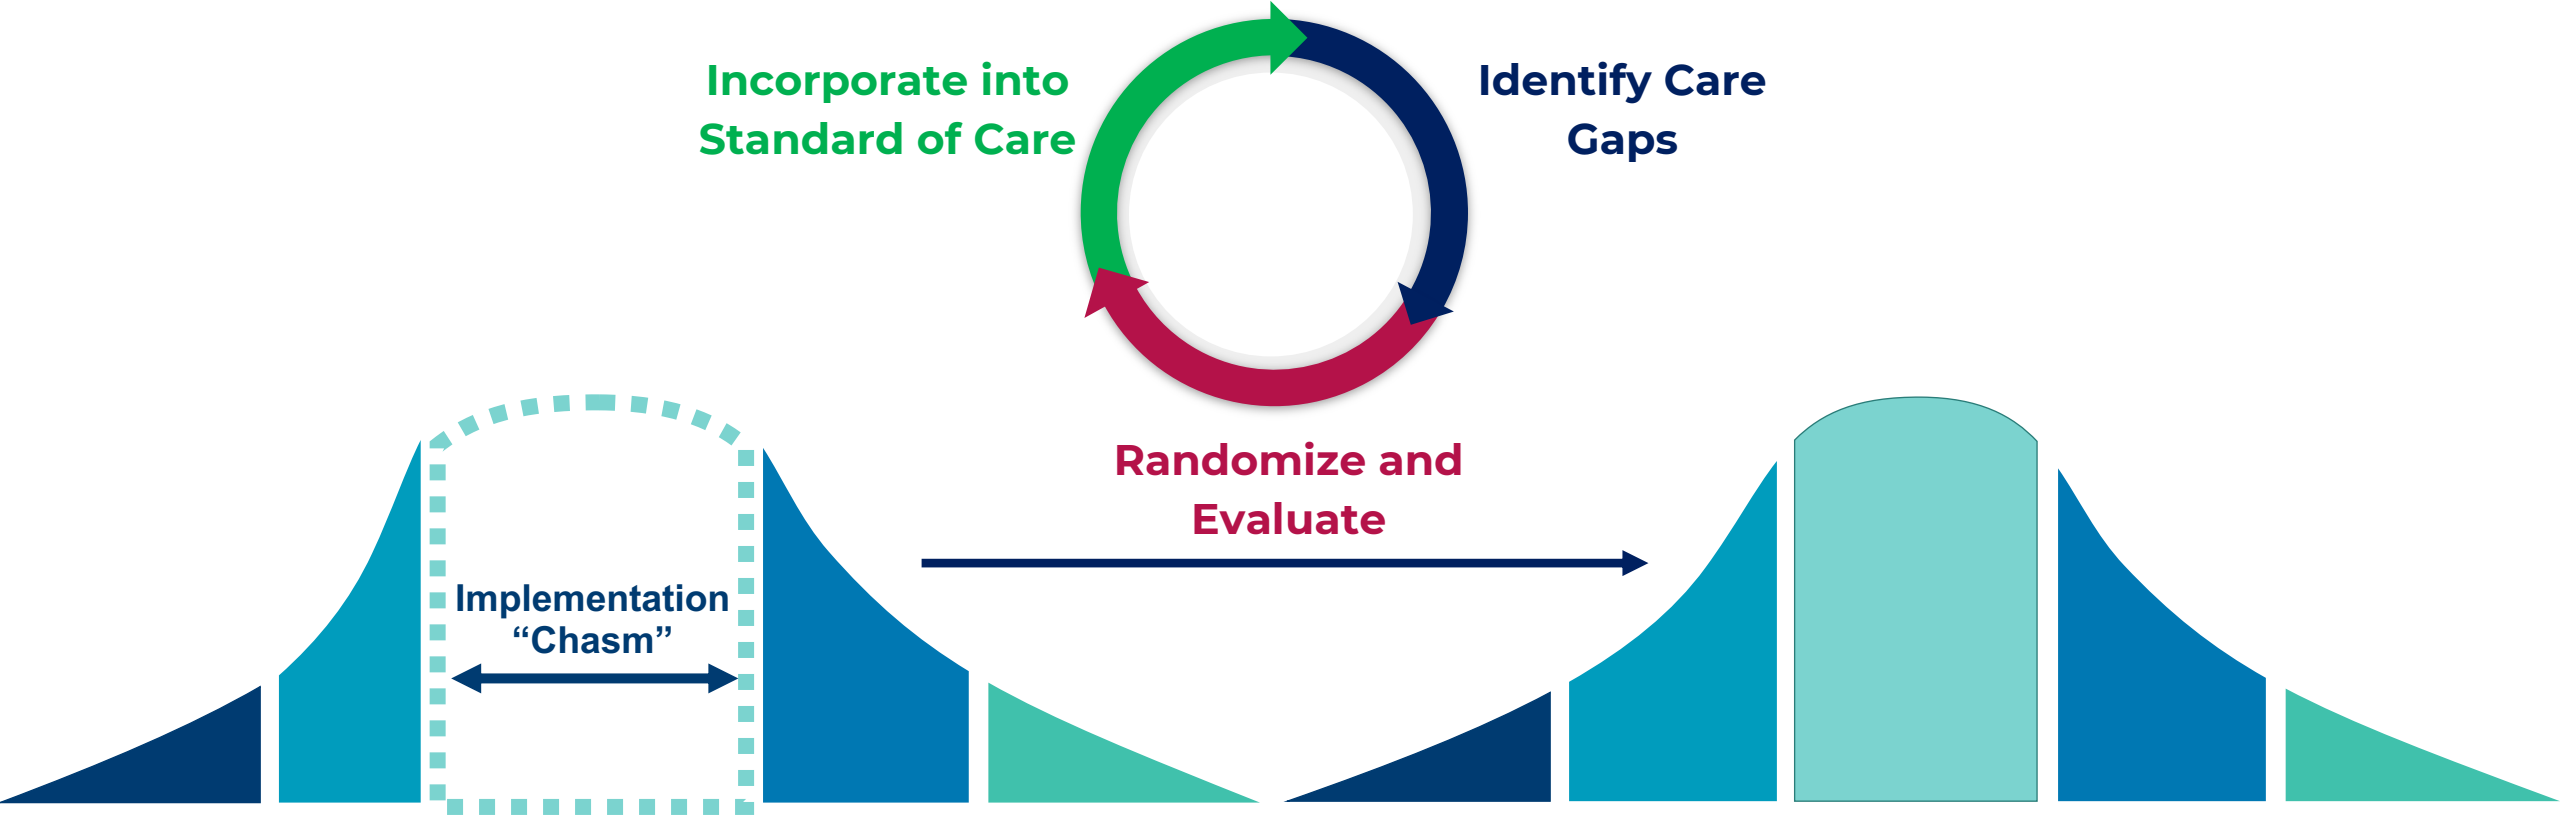 Incorporate into
Standard of Care
Identify Care
Gaps
Randomize and
Evaluate
Implementation
“Chasm”